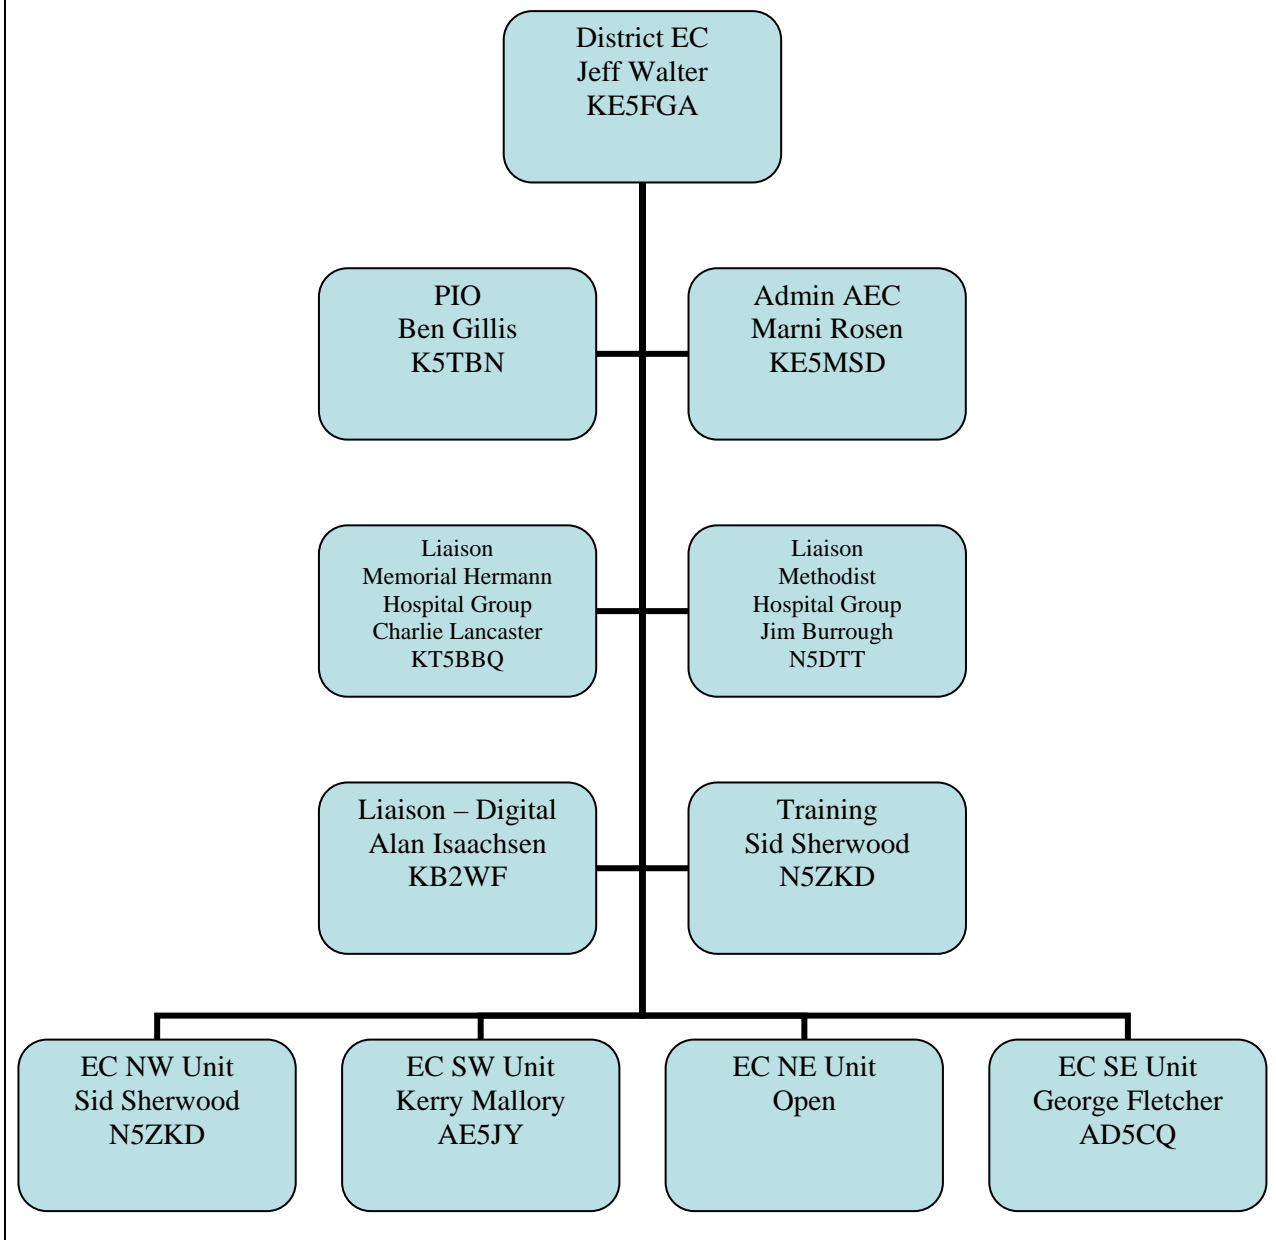 District EC
Jeff Walter
KE5FGA
PIO
Ben Gillis
K5TBN
Admin AEC
Marni Rosen
KE5MSD
Liaison
Memorial Hermann
Hospital Group
Charlie Lancaster
KT5BBQ
Liaison
Methodist
Hospital Group
Jim Burrough
N5DTT
Liaison – Digital
Alan Isaachsen
KB2WF
Training
Sid Sherwood
N5ZKD
EC NW Unit
Sid Sherwood
N5ZKD
EC SW Unit
Kerry Mallory
AE5JY
EC NE Unit
Open
EC SE Unit
George Fletcher
AD5CQ